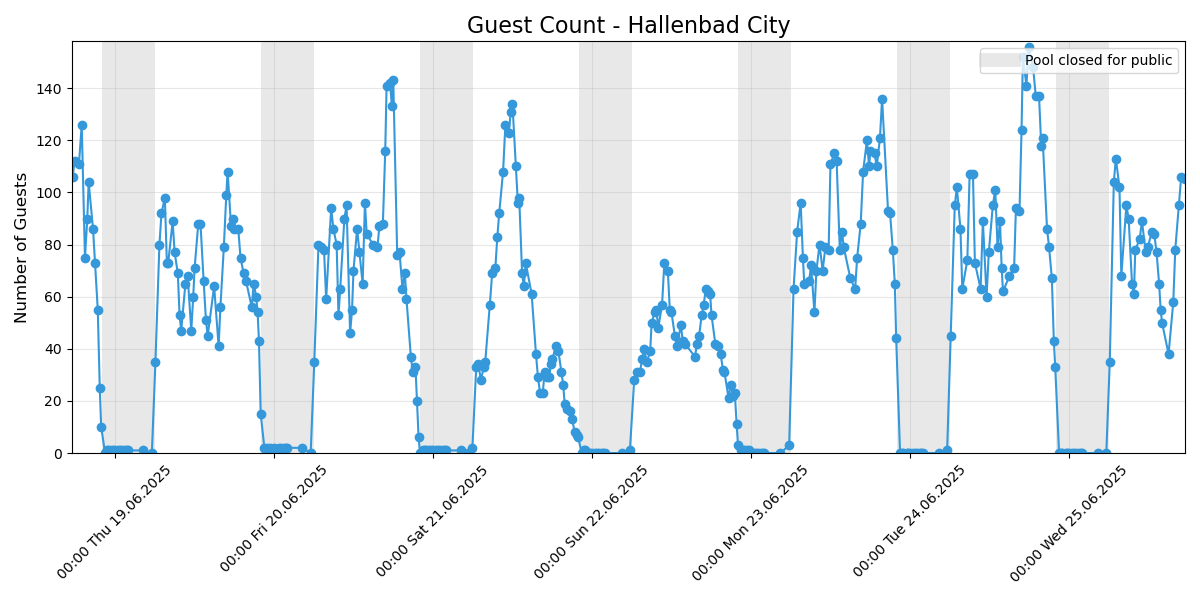 Guest Count - Hallenbad City
Pool closed for public
Number of Guests
140
120
100
80
60
40
20
0
00:00 Thu 19.06.2025
00:00 Fri 20.06.2025
00:00 Sat 21.06.2025
00:00 Sun 22.06.2025
00:00 Mon 23.06.2025
00:00 Tue 24.06.2025
00:00 Wed 25.06.2025